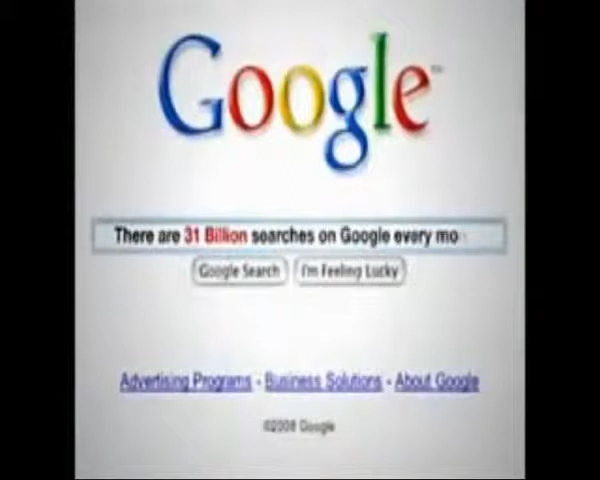 Google™
There are 31 Billion searches on Google every mo
Google Search I'm Feeling Lucky
Advertising Programs - Business Solutions - About Google
©2008 Google